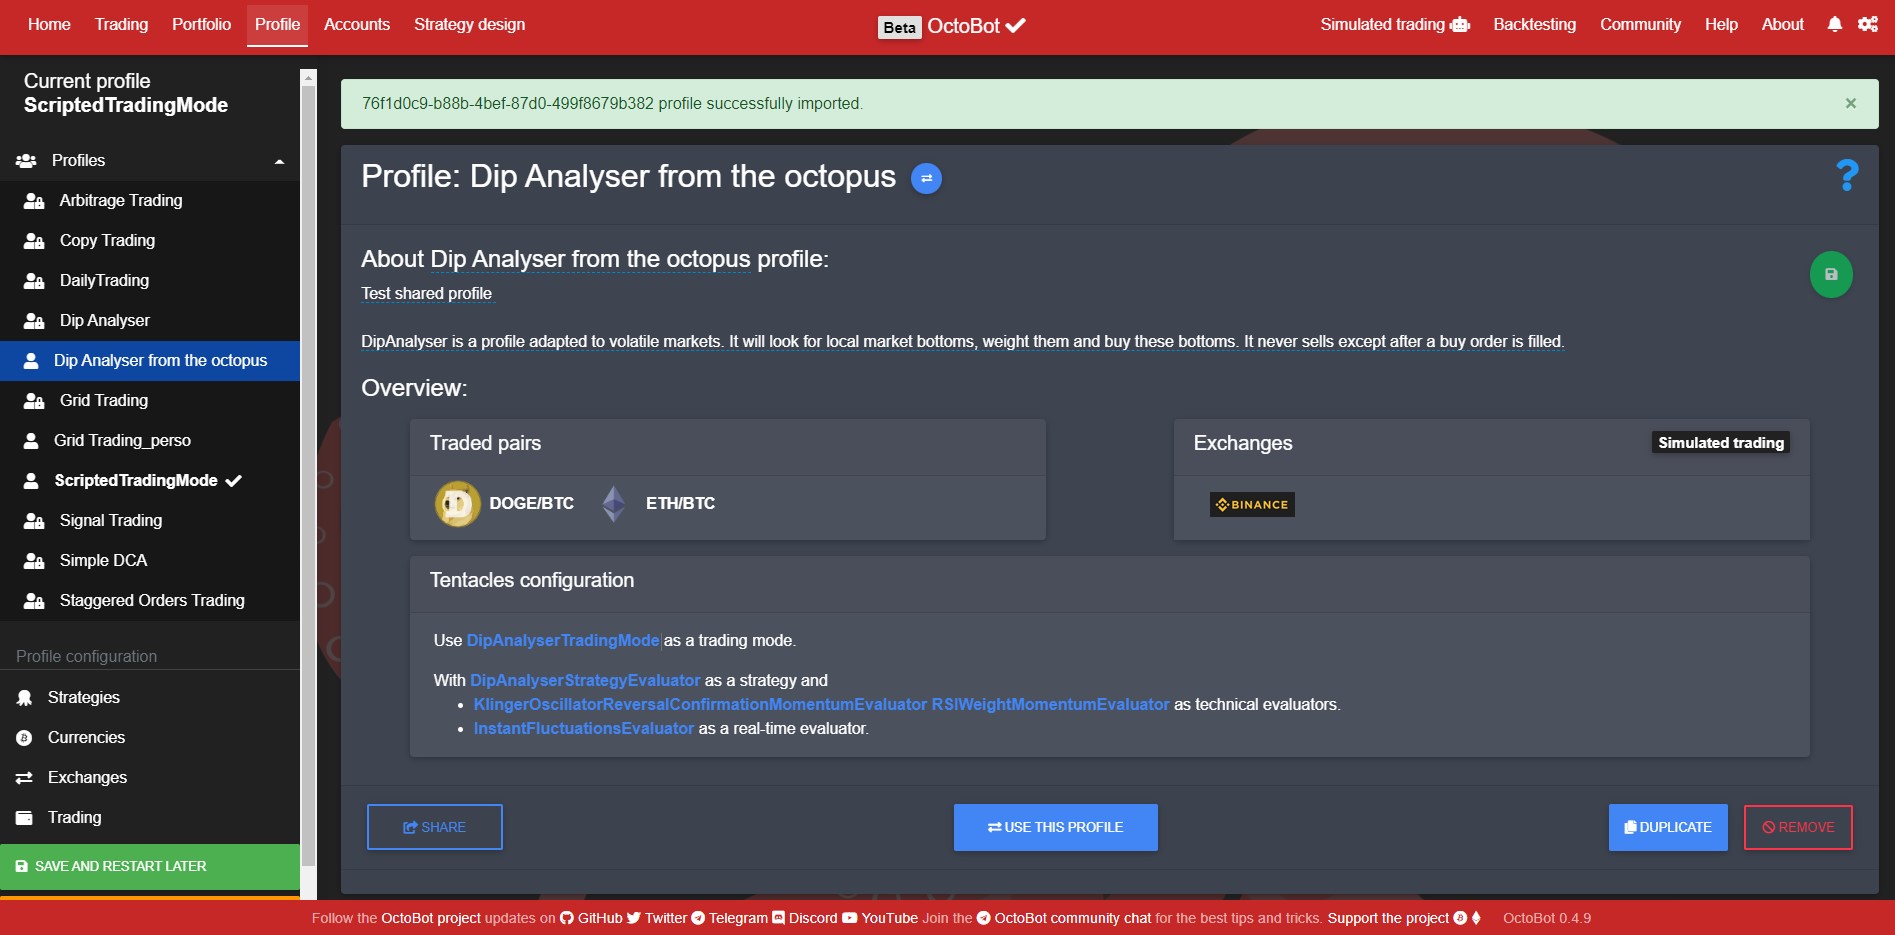 Home Trading Portfolio Profile Accounts Strategy design Beta OctoBot Simulated trading Backtesting Community Help About
Current profile
ScriptedTradingMode
Profiles
Arbitrage Trading
Copy Trading
DailyTrading
Dip Analyser
Dip Analyser from the octopus
Grid Trading
Grid Trading_perso
ScriptedTradingMode
Signal Trading
Simple DCA
Staggered Orders Trading
Profile configuration
Strategies
Currencies
Exchanges
Trading
SAVE AND RESTART LATER
76f1d0c9-b88b-4bef-87d0-499f8679b382 profile successfully imported. ×
Profile: Dip Analyser from the octopus ?
About Dip Analyser from the octopus profile:
Test shared profile
DipAnalyser is a profile adapted to volatile markets. It will look for local market bottoms, weight them and buy these bottoms. It never sells except after a buy order is filled.
Overview:
Traded pairs
DOGE/BTC ETH/BTC
Exchanges Simulated trading
BINANCE
Tentacles configuration
Use DipAnalyserTradingMode as a trading mode.
With DipAnalyserStrategyEvaluator as a strategy and
• KlingerOscillatorReversalConfirmationMomentumEvaluator RSIWeightMomentumEvaluator as technical evaluators.
• InstantFluctuationsEvaluator as a real-time evaluator.
SHARE USE THIS PROFILE DUPLICATE REMOVE
Follow the OctoBot project updates on GitHub Twitter Telegram Discord YouTube Join the OctoBot community chat for the best tips and tricks. Support the project OctoBot 0.4.9